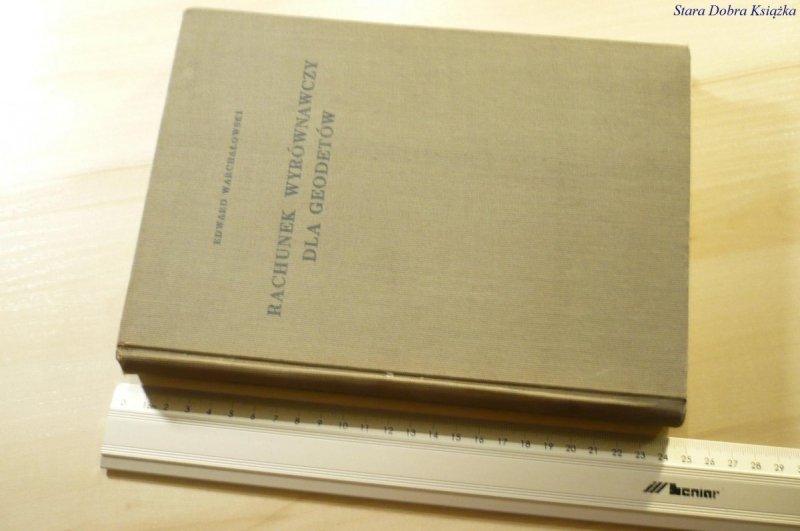 Stara Dobra Książka
EDWARD WARCHAŁOWSKI
RACHUNEK WYRÓWNAWCZY
DLA GEODETÓW
0 1 2 3 4 5 6 7 8 9 10 11 12 13 14 15 16 17 18 19 20 21 22 23 24 25 26 27 28 29
leniar